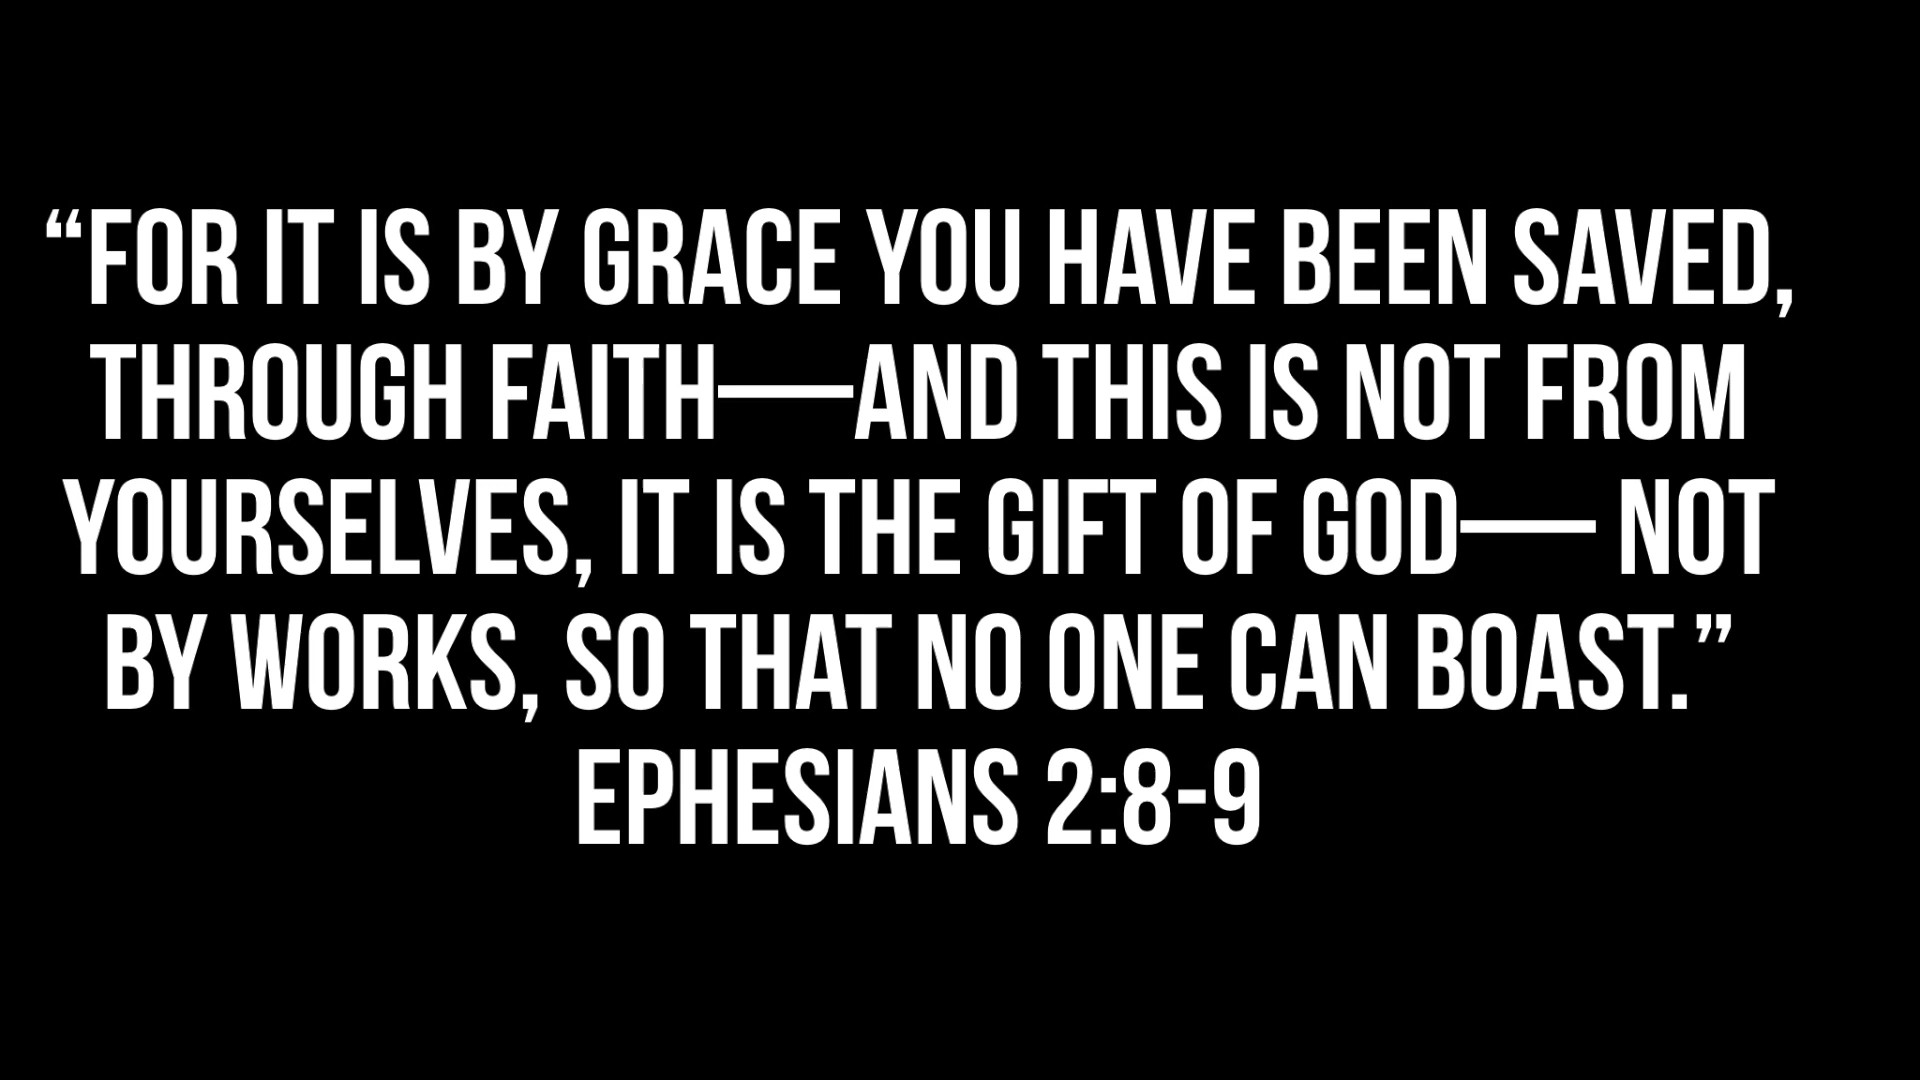 “FOR IT IS BY GRACE YOU HAVE BEEN SAVED,
THROUGH FAITH—AND THIS IS NOT FROM
YOURSELVES, IT IS THE GIFT OF GOD— NOT
BY WORKS, SO THAT NO ONE CAN BOAST.”
EPHESIANS 2:8-9